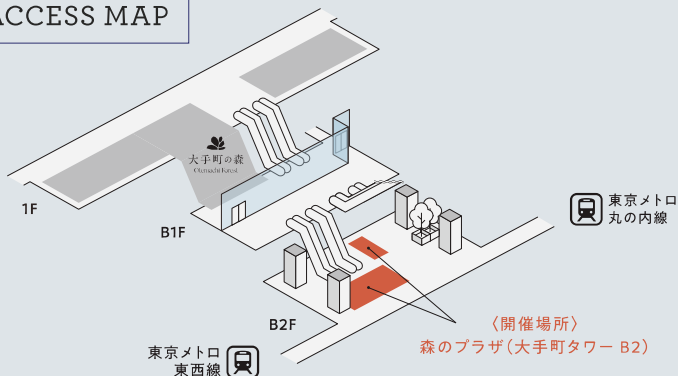 ACCESS MAP
大手町の森
Otemachi Forest
1F
B1F
東京メトロ
丸の内線
B2F
〈開催場所〉
森のプラザ(大手町タワー B2)
東京メトロ
東西線